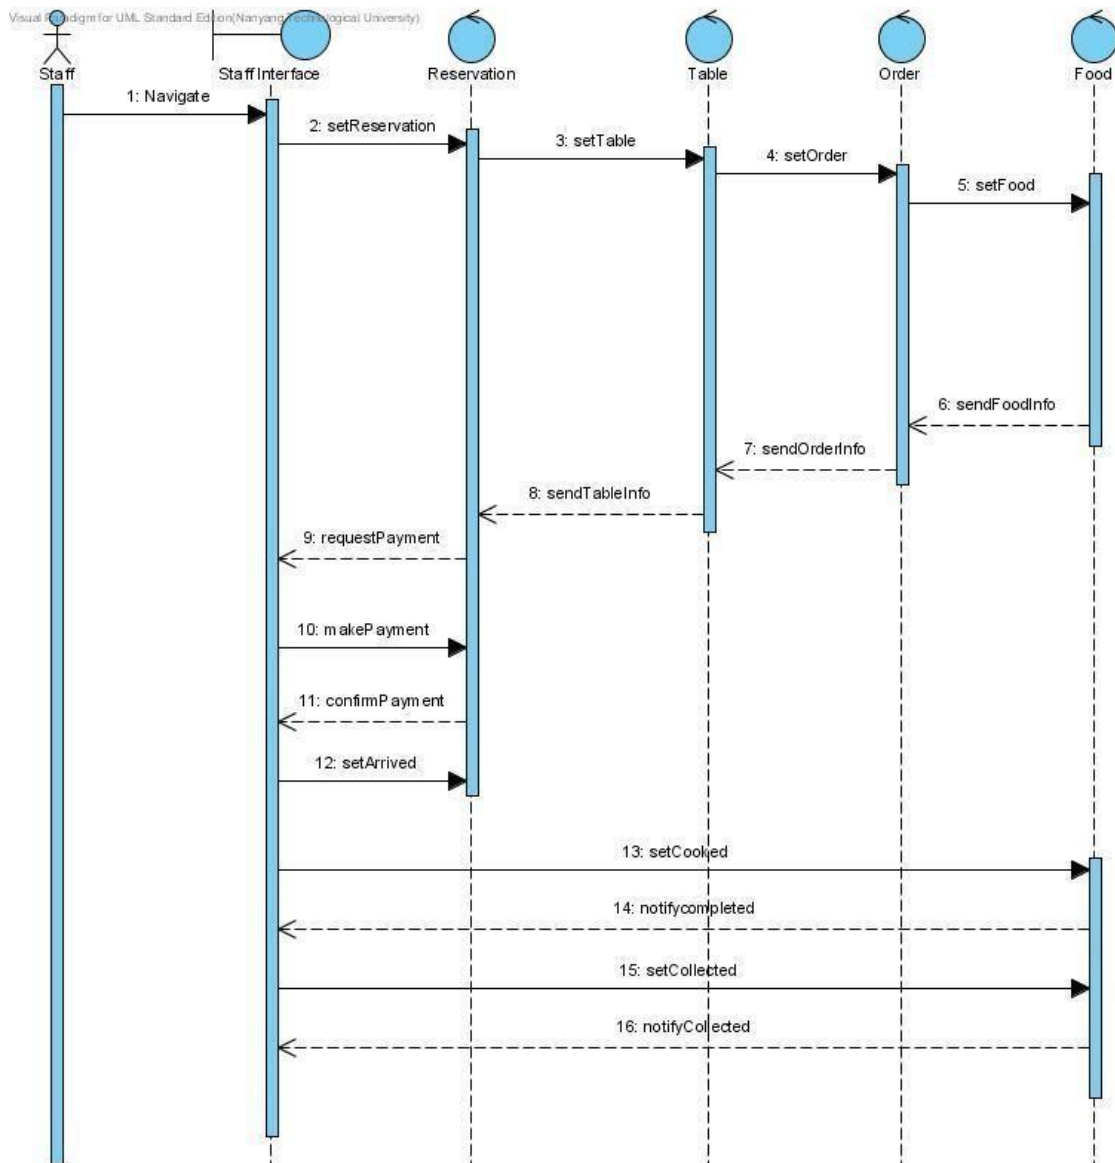 Visual Paradigm for UML Standard Edition(Nanyang Technological University)
Staff
StaffInterface
Reservation
Table
Order
Food
1: Navigate
2: setReservation
3: setTable
4: setOrder
5: setFood
6: sendFoodInfo
7: sendOrderInfo
8: sendTableInfo
9: requestPayment
10: makePayment
11: confirmPayment
12: setArrived
13: setCooked
14: notifycompleted
15: setCollected
16: notifyCollected